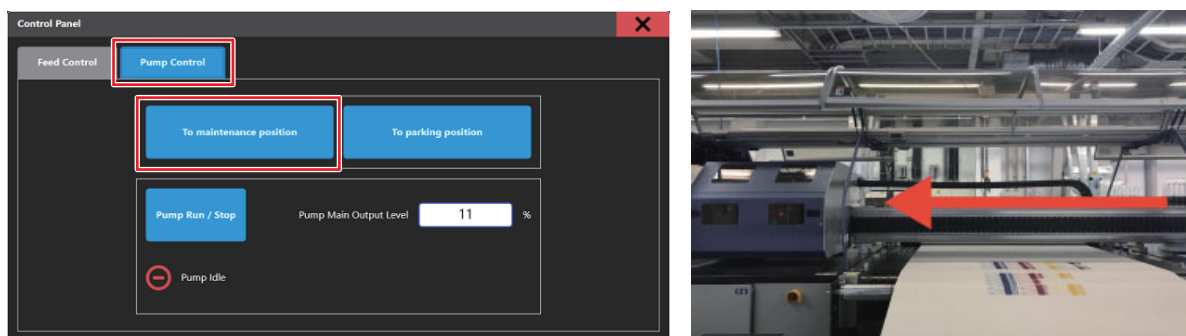 Control Panel
Feed Control
Pump Control
To maintenance position
To parking position
Pump Run / Stop
Pump Main Output Level
11
%
Pump Idle